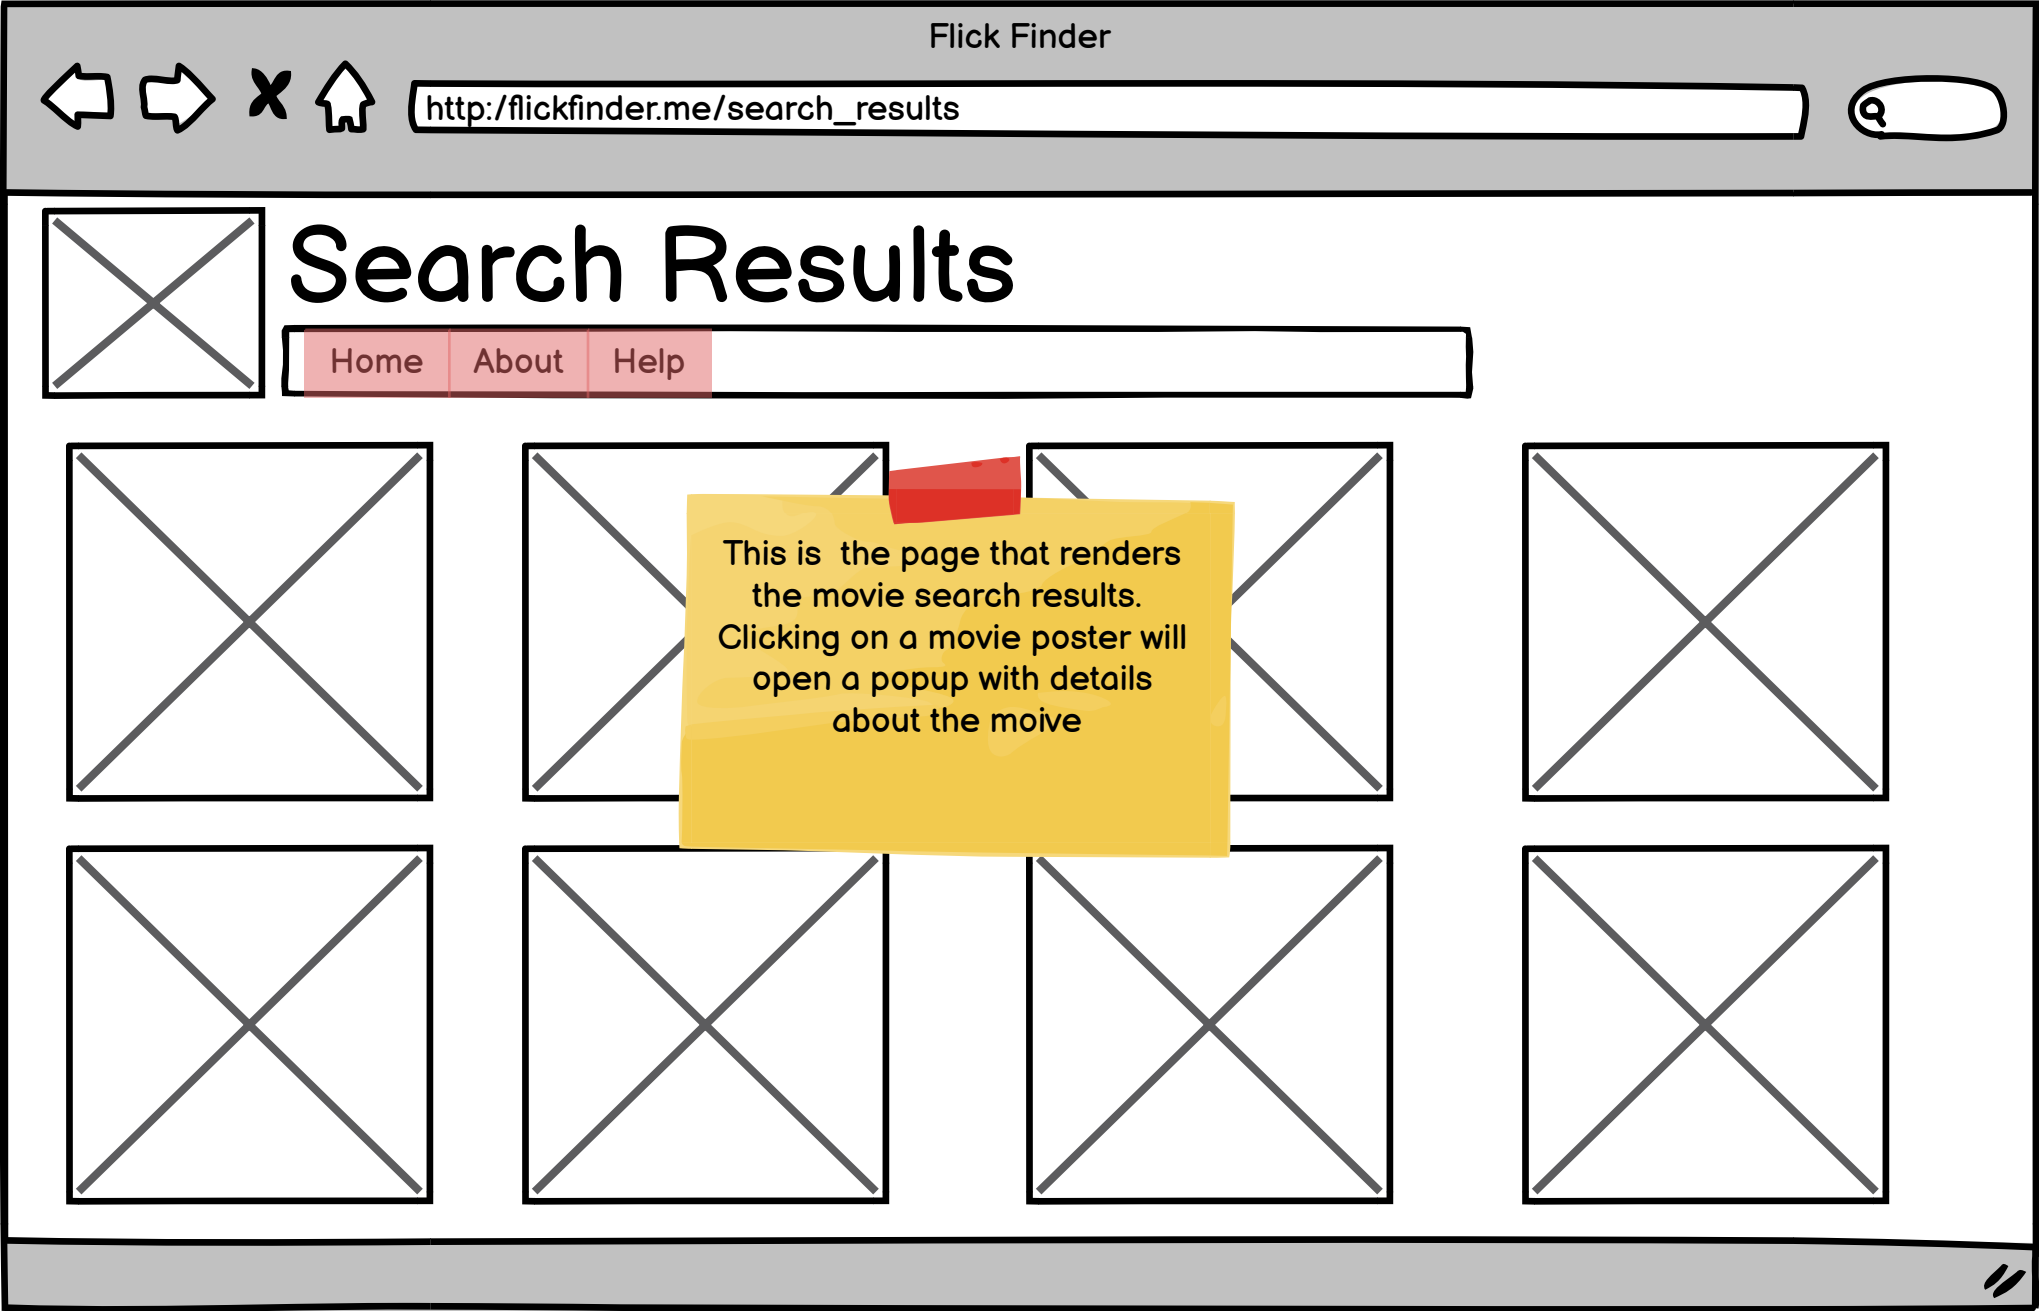 Flick Finder
http:/flickfinder.me/search_results
Search Results
Home About Help
This is  the page that renders
the movie search results.
Clicking on a movie poster will
open a popup with details
about the moive